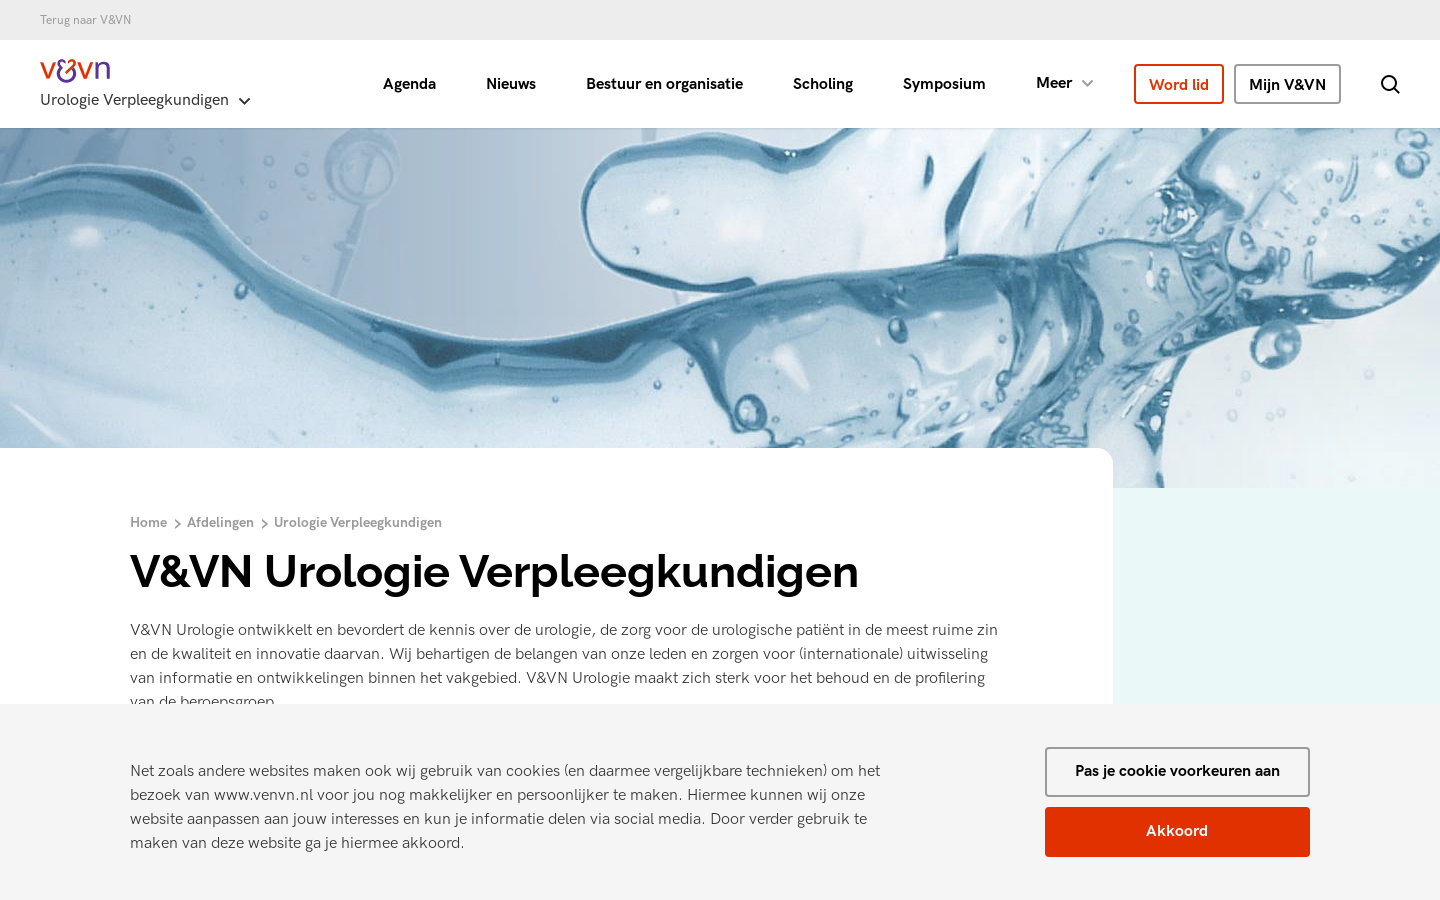 Terug naar V&VN
v&vn
Urologie Verpleegkundigen
Agenda
Nieuws
Bestuur en organisatie
Scholing
Symposium
Meer
Word lid
Mijn V&VN
Home
Afdelingen
Urologie Verpleegkundigen
V&VN Urologie Verpleegkundigen
V&VN Urologie ontwikkelt en bevordert de kennis over de urologie, de zorg voor de urologische patiënt in de meest ruime zin
en de kwaliteit en innovatie daarvan. Wij behartigen de belangen van onze leden en zorgen voor (internationale) uitwisseling
van informatie en ontwikkelingen binnen het vakgebied. V&VN Urologie maakt zich sterk voor het behoud en de profilering
van de beroepsgroep.
Net zoals andere websites maken ook wij gebruik van cookies (en daarmee vergelijkbare technieken) om het
bezoek van www.venvn.nl voor jou nog makkelijker en persoonlijker te maken. Hiermee kunnen wij onze
website aanpassen aan jouw interesses en kun je informatie delen via social media. Door verder gebruik te
maken van deze website ga je hiermee akkoord.
Pas je cookie voorkeuren aan
Akkoord